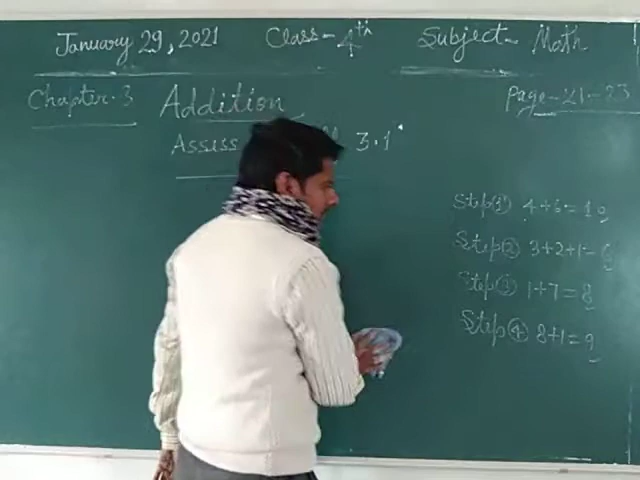 January 29, 2021 Class- 4th Subject- Math
Chapter-3 Addition Page-21-23
Assess 3.1
Step① 4+6=10
Step② 3+2+1=6
Step③ 1+7=8
Step④ 8+1=9